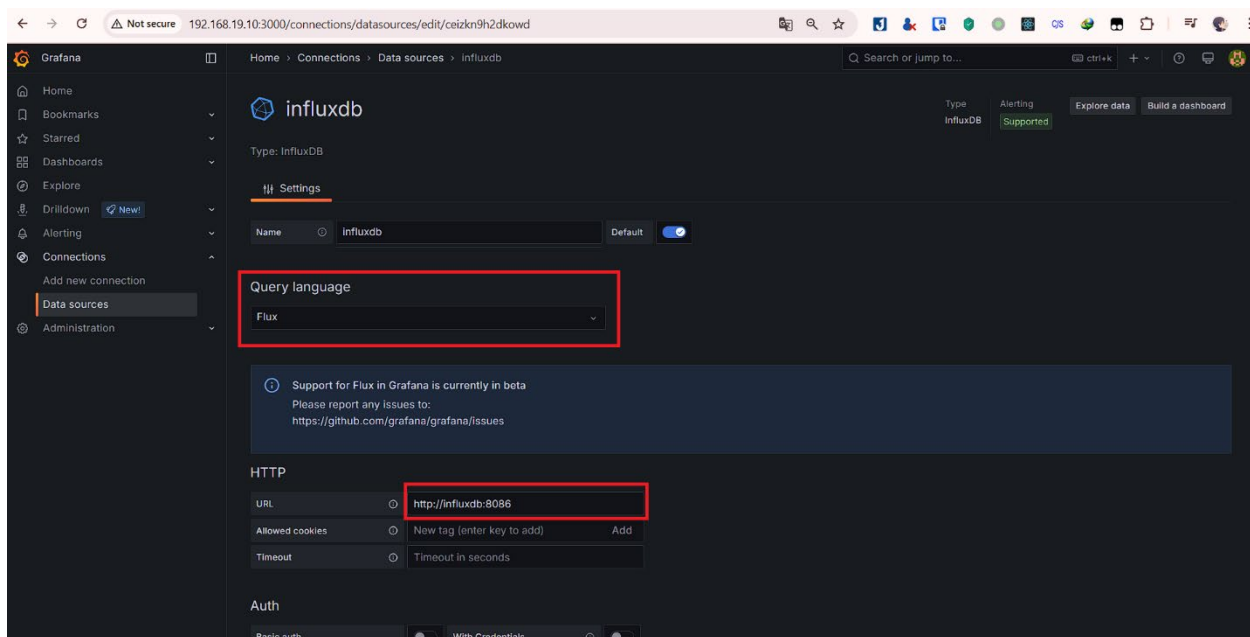 Not secure 192.168.19.10:3000/connections/datasources/edit/ceizkn9h2dkowd
Grafana
Home › Connections › Data sources › influxdb
Search or jump to...
ctrl+k
Home
Bookmarks
Starred
Dashboards
Explore
Drilldown New!
Alerting
Connections
Add new connection
Data sources
Administration
influxdb
Type
InfluxDB
Alerting
Supported
Explore data
Build a dashboard
Type: InfluxDB
Settings
Name influxdb Default
Query language
Flux
Support for Flux in Grafana is currently in beta
Please report any issues to:
https://github.com/grafana/grafana/issues
HTTP
URL http://influxdb:8086
Allowed cookies New tag (enter key to add) Add
Timeout Timeout in seconds
Auth
Basic auth With Credentials